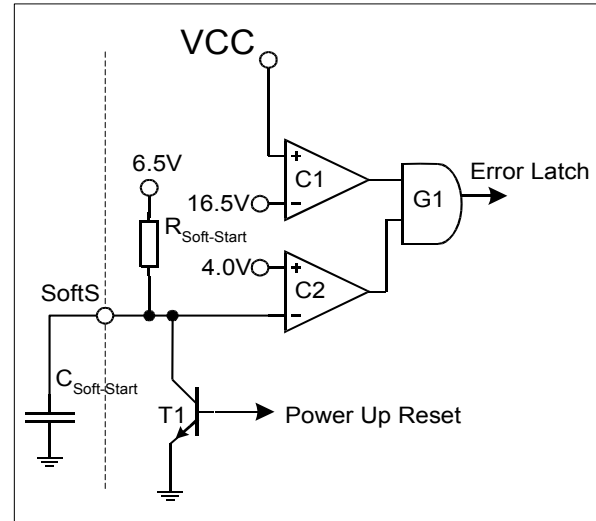 VCC
6.5V
C1
+
-
16.5V
G1
Error Latch
R Soft-Start
4.0V
+
C2
-
SoftS
C Soft-Start
T1
Power Up Reset